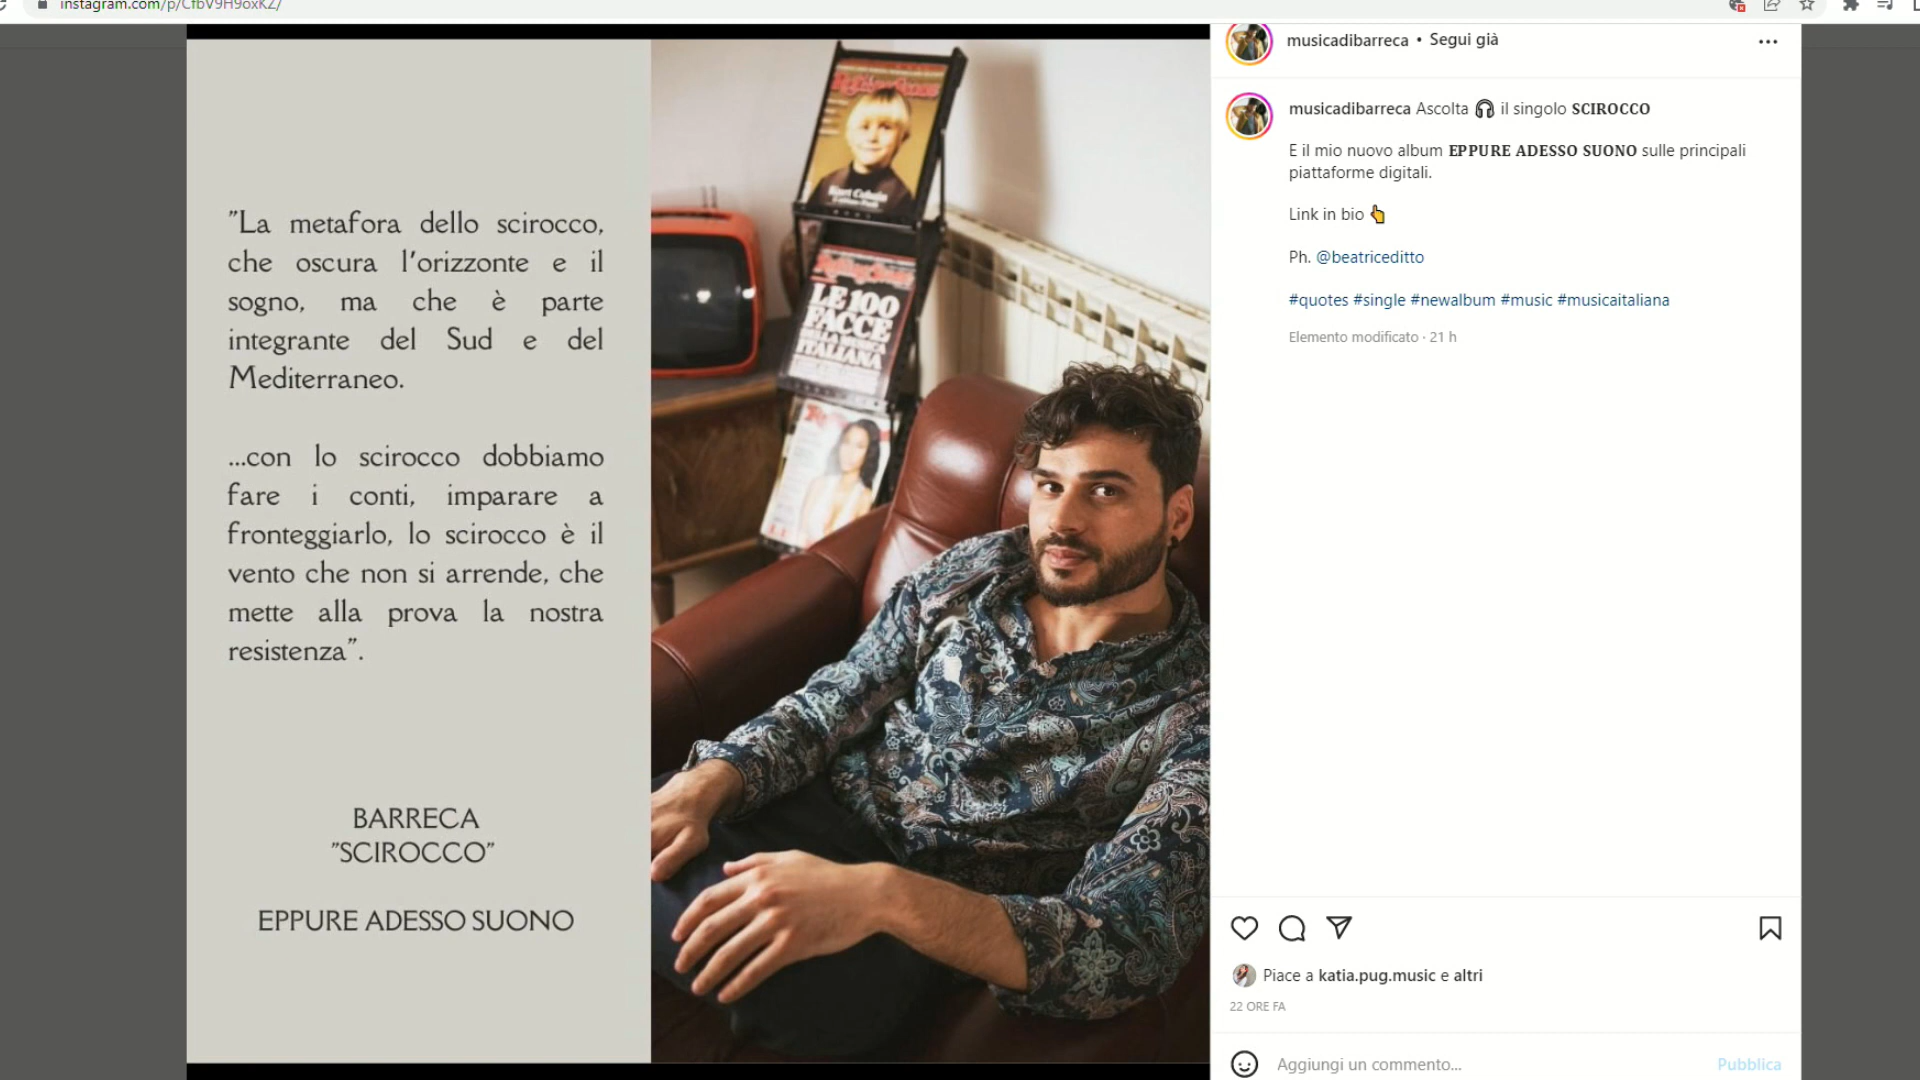 instagram.com/p/CfbV9H9oxKZ/
"La metafora dello scirocco,
che oscura l'orizzonte e il
sogno, ma che è parte
integrante del Sud e del
Mediterraneo.
...con lo scirocco dobbiamo
fare i conti, imparare a
fronteggiarlo, lo scirocco è il
vento che non si arrende, che
mette alla prova la nostra
resistenza".
BARRECA
"SCIROCCO"
EPPURE ADESSO SUONO
RollingStone
Kurt Cobain
LE 100
FACCE
DELLA MUSICA
ITALIANA
musicadibarreca • Segui già
musicadibarreca Ascolta 🎧 il singolo SCIROCCO
E il mio nuovo album EPPURE ADESSO SUONO sulle principali
piattaforme digitali.
Link in bio 👆
Ph. @beatriceditto
#quotes #single #newalbum #music #musicaitaliana
Elemento modificato · 21 h
Piace a katia.pug.music e altri
22 ORE FA
Aggiungi un commento...
Pubblica